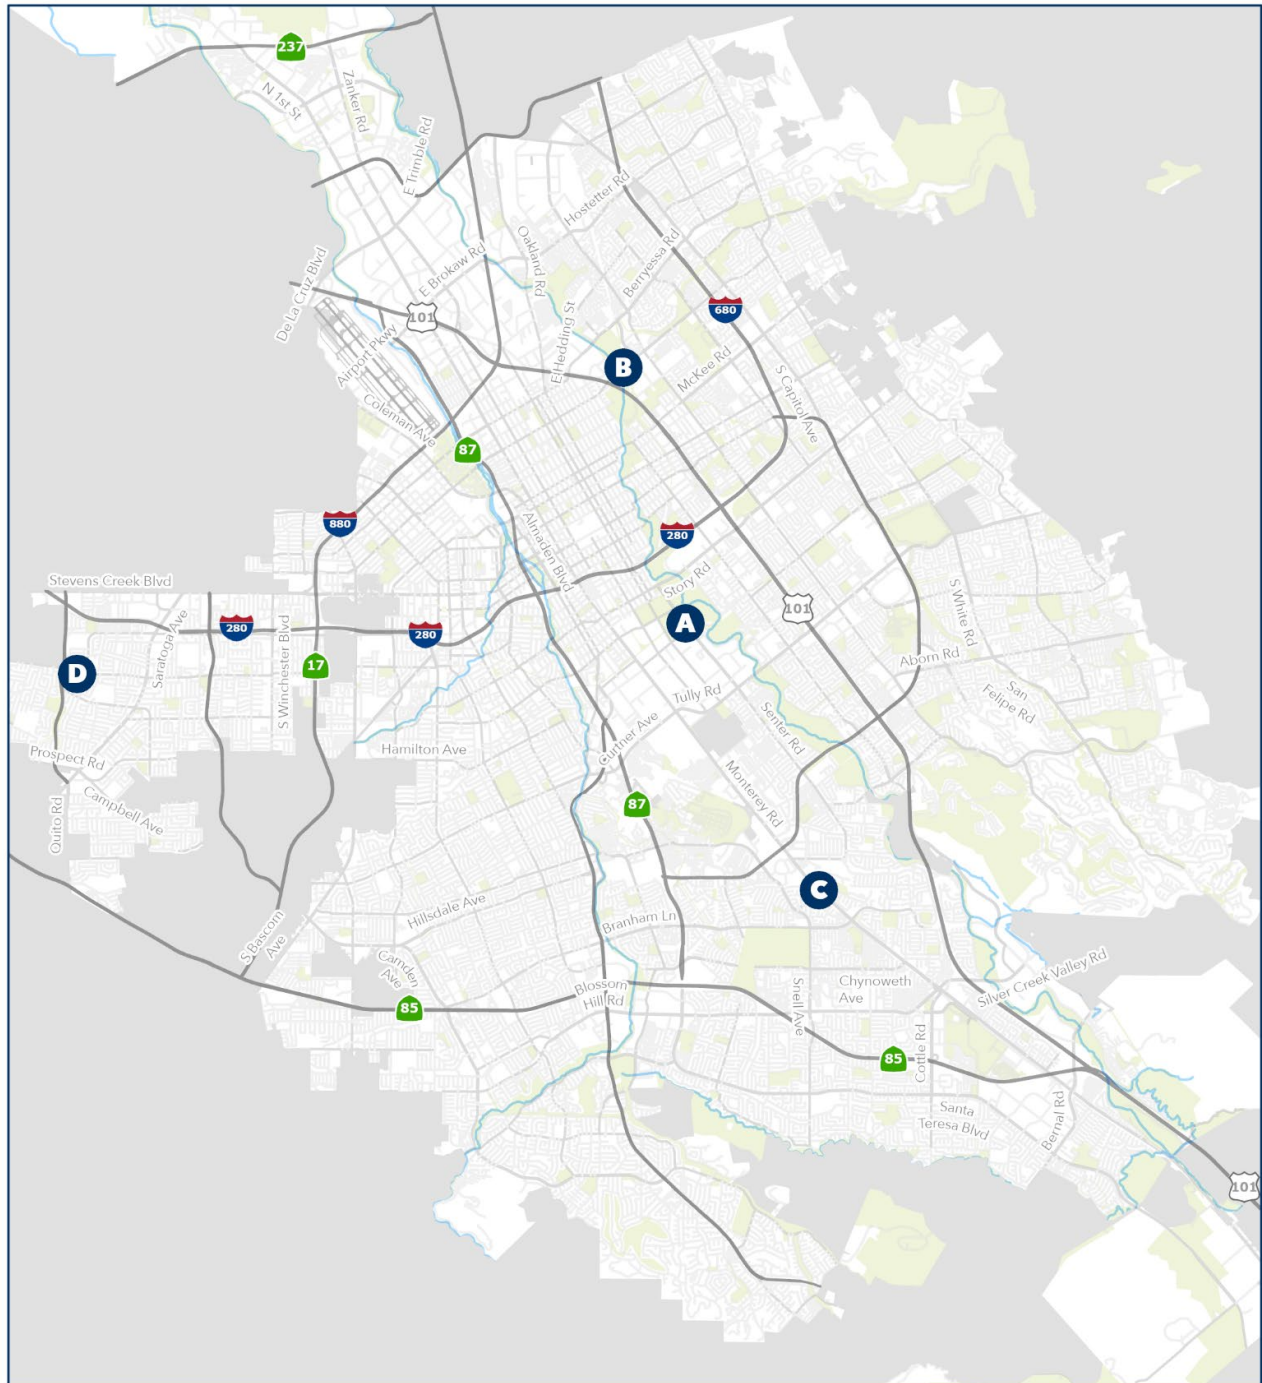 237
Zanker Rd
N 1st St
E Trimble Rd
Hostetter Rd
Oakland Rd
Berryessa Rd
E Brokaw Rd
De La Cruz Blvd
680
101
E Hedding St
Airport Pkwy
B
McKee Rd
S Capitol Ave
Coleman Ave
87
880
Almaden Blvd
280
Stevens Creek Blvd
Story Rd
S White Rd
101
A
280
280
Saratoga Ave
S Winchester Blvd
17
D
Aborn Rd
San
Felipe Rd
Tully Rd
Senter Rd
Curtner Ave
Hamilton Ave
Prospect Rd
Monterey Rd
87
Campbell Ave
Quito Rd
C
Hillsdale Ave
Branham Ln
S Bascom
Ave
Camden
Ave
Silver Creek Valley Rd
Chynoweth
Ave
Blossom
Hill Rd
Snell Ave
85
85
Cottle Rd
Santa
Teresa Blvd
Bernal Rd
101